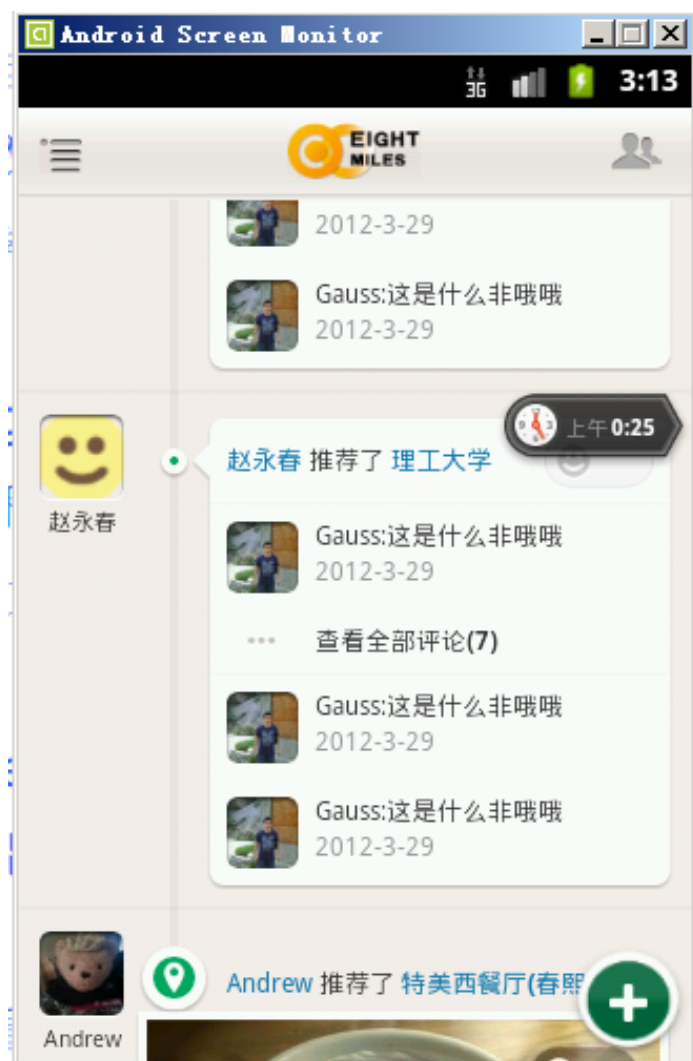 Android Screen Monitor
3G
3:13
EIGHT
MILES
2012-3-29
Gauss:这是什么非哦哦
2012-3-29
上午 0:25
赵永春 推荐了 理工大学
赵永春
Gauss:这是什么非哦哦
2012-3-29
查看全部评论(7)
Gauss:这是什么非哦哦
2012-3-29
Gauss:这是什么非哦哦
2012-3-29
Andrew 推荐了 特美西餐厅(春熙
Andrew